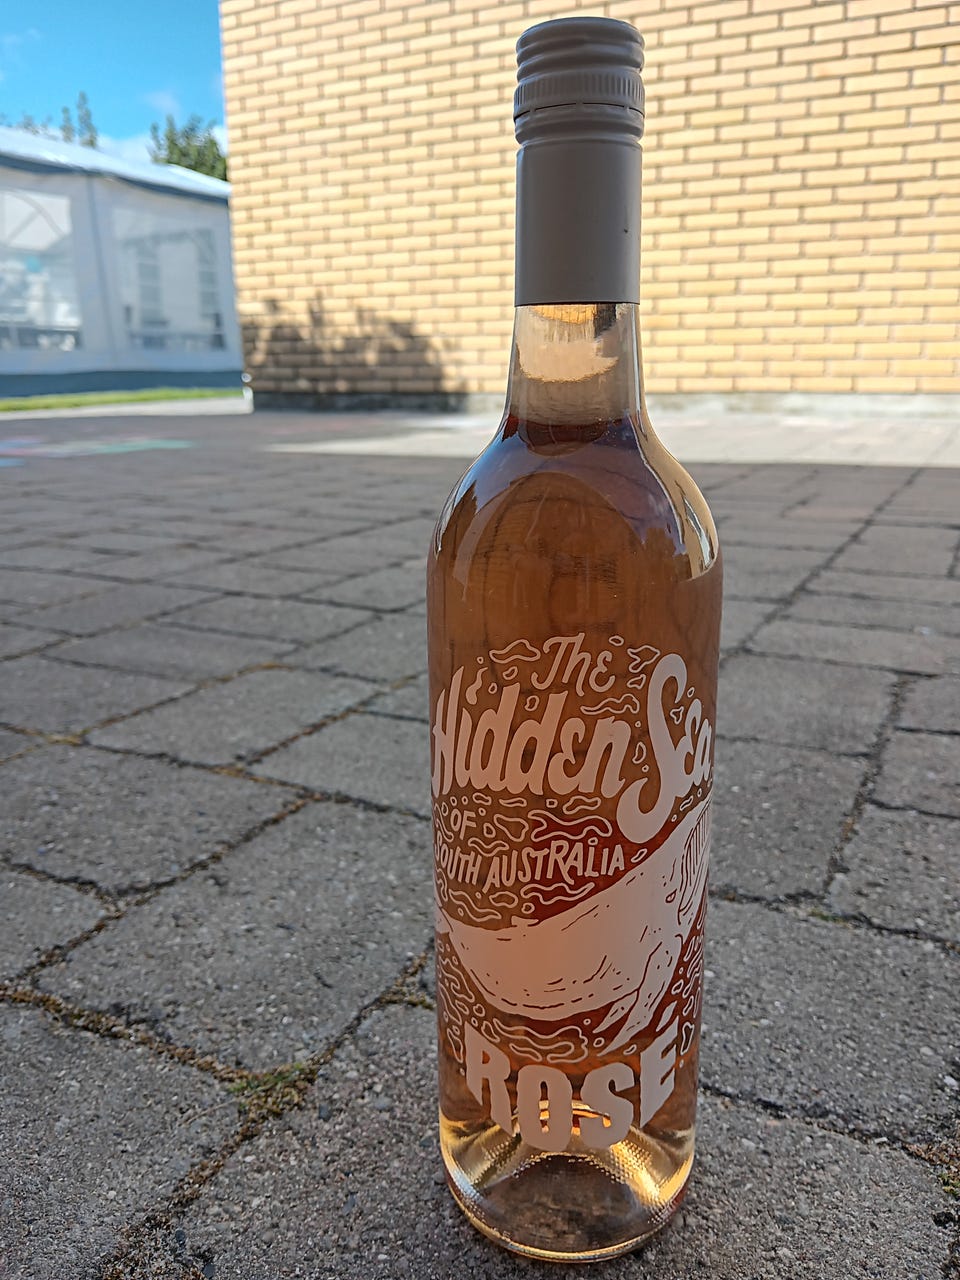 The
Hidden Sea
OF
SOUTH AUSTRALIA
ROSÉ